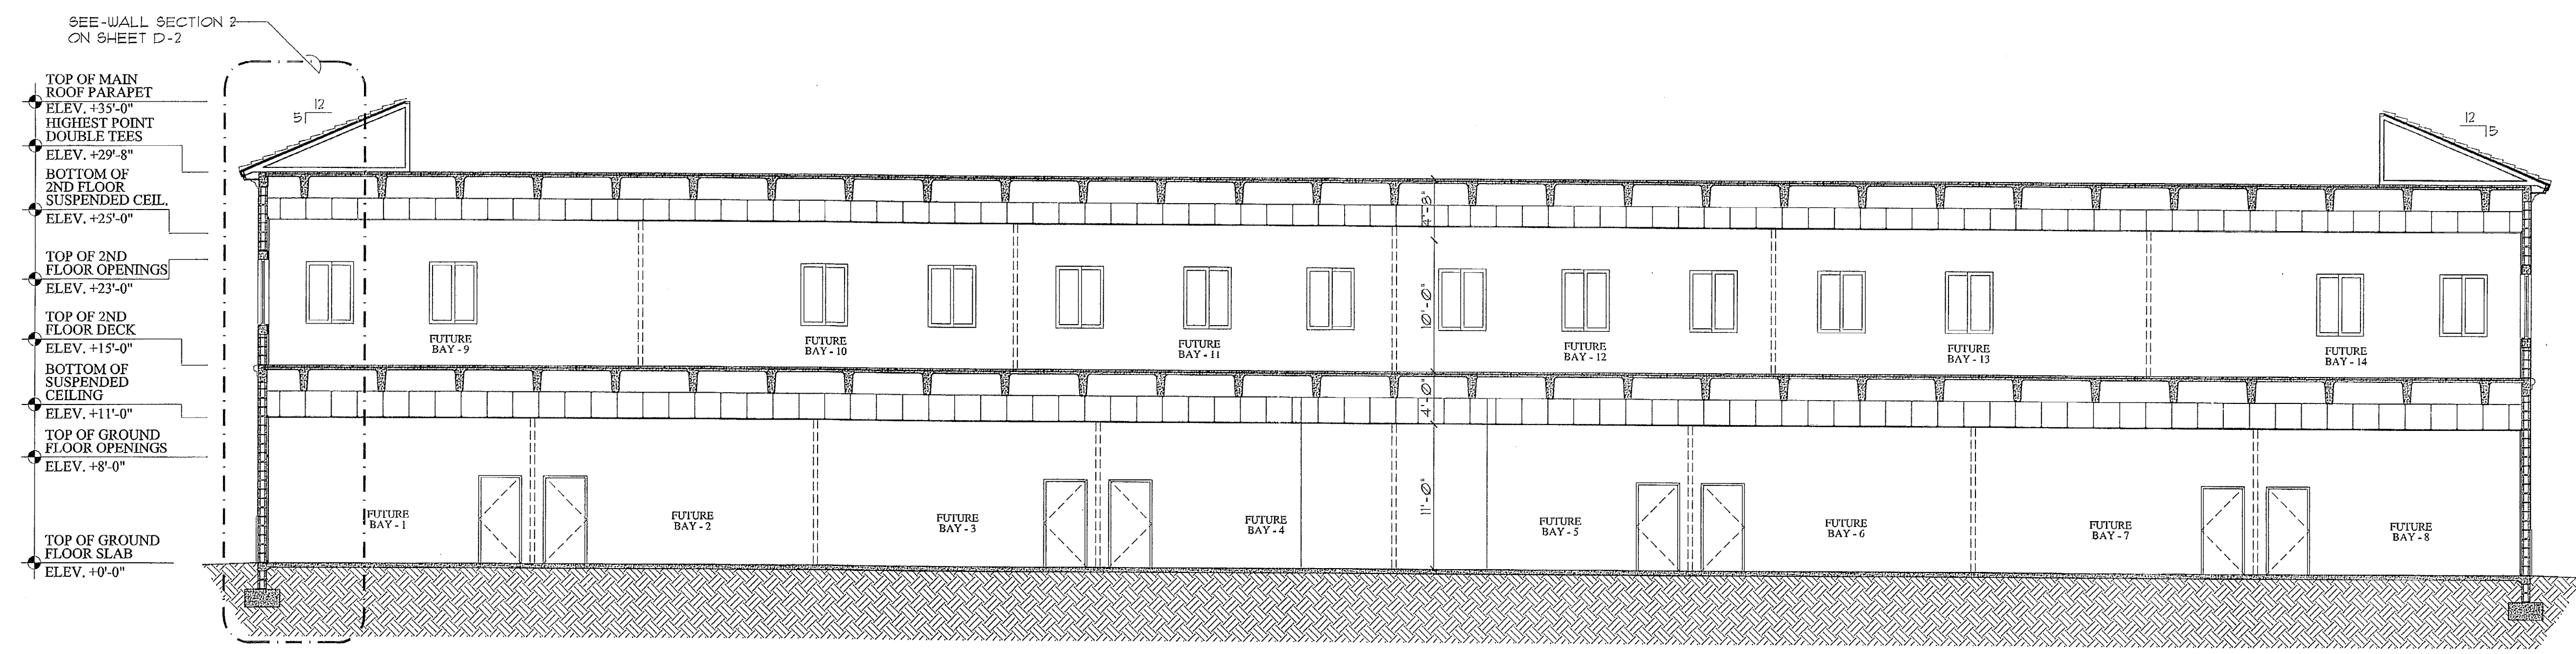 SEE-WALL SECTION 2
ON SHEET D-2
TOP OF MAIN
ROOF PARAPET
ELEV. +35'-0"
HIGHEST POINT
DOUBLE TEES
ELEV. +29'-8"
BOTTOM OF
2ND FLOOR
SUSPENDED CEIL.
ELEV. +25'-0"
TOP OF 2ND
FLOOR OPENINGS
ELEV. +23'-0"
TOP OF 2ND
FLOOR DECK
ELEV. +15'-0"
BOTTOM OF
SUSPENDED
CEILING
ELEV. +11'-0"
TOP OF GROUND
FLOOR OPENINGS
ELEV. +8'-0"
TOP OF GROUND
FLOOR SLAB
ELEV. +0'-0"
12
5
12
5
4'-8"
10'-0"
4'-0"
11'-0"
FUTURE
BAY - 9
FUTURE
BAY - 10
FUTURE
BAY - 11
FUTURE
BAY - 12
FUTURE
BAY - 13
FUTURE
BAY - 14
FUTURE
BAY - 1
FUTURE
BAY - 2
FUTURE
BAY - 3
FUTURE
BAY - 4
FUTURE
BAY - 5
FUTURE
BAY - 6
FUTURE
BAY - 7
FUTURE
BAY - 8